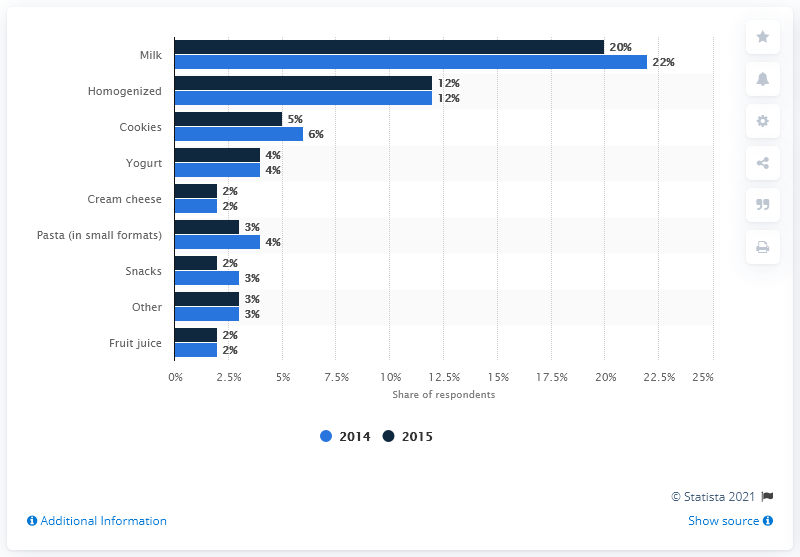 Milk
20%
22%
Homogenized
12%
12%
Cookies
5%
6%
Yogurt
4%
4%
Cream cheese
2%
2%
Pasta (in small formats)
3%
4%
Snacks
2%
3%
Other
3%
3%
Fruit juice
2%
2%
0% 2.5% 5% 7.5% 10% 12.5% 15% 17.5% 20% 22.5% 25%
Share of respondents
2014 2015
© Statista 2021
Additional Information
Show source